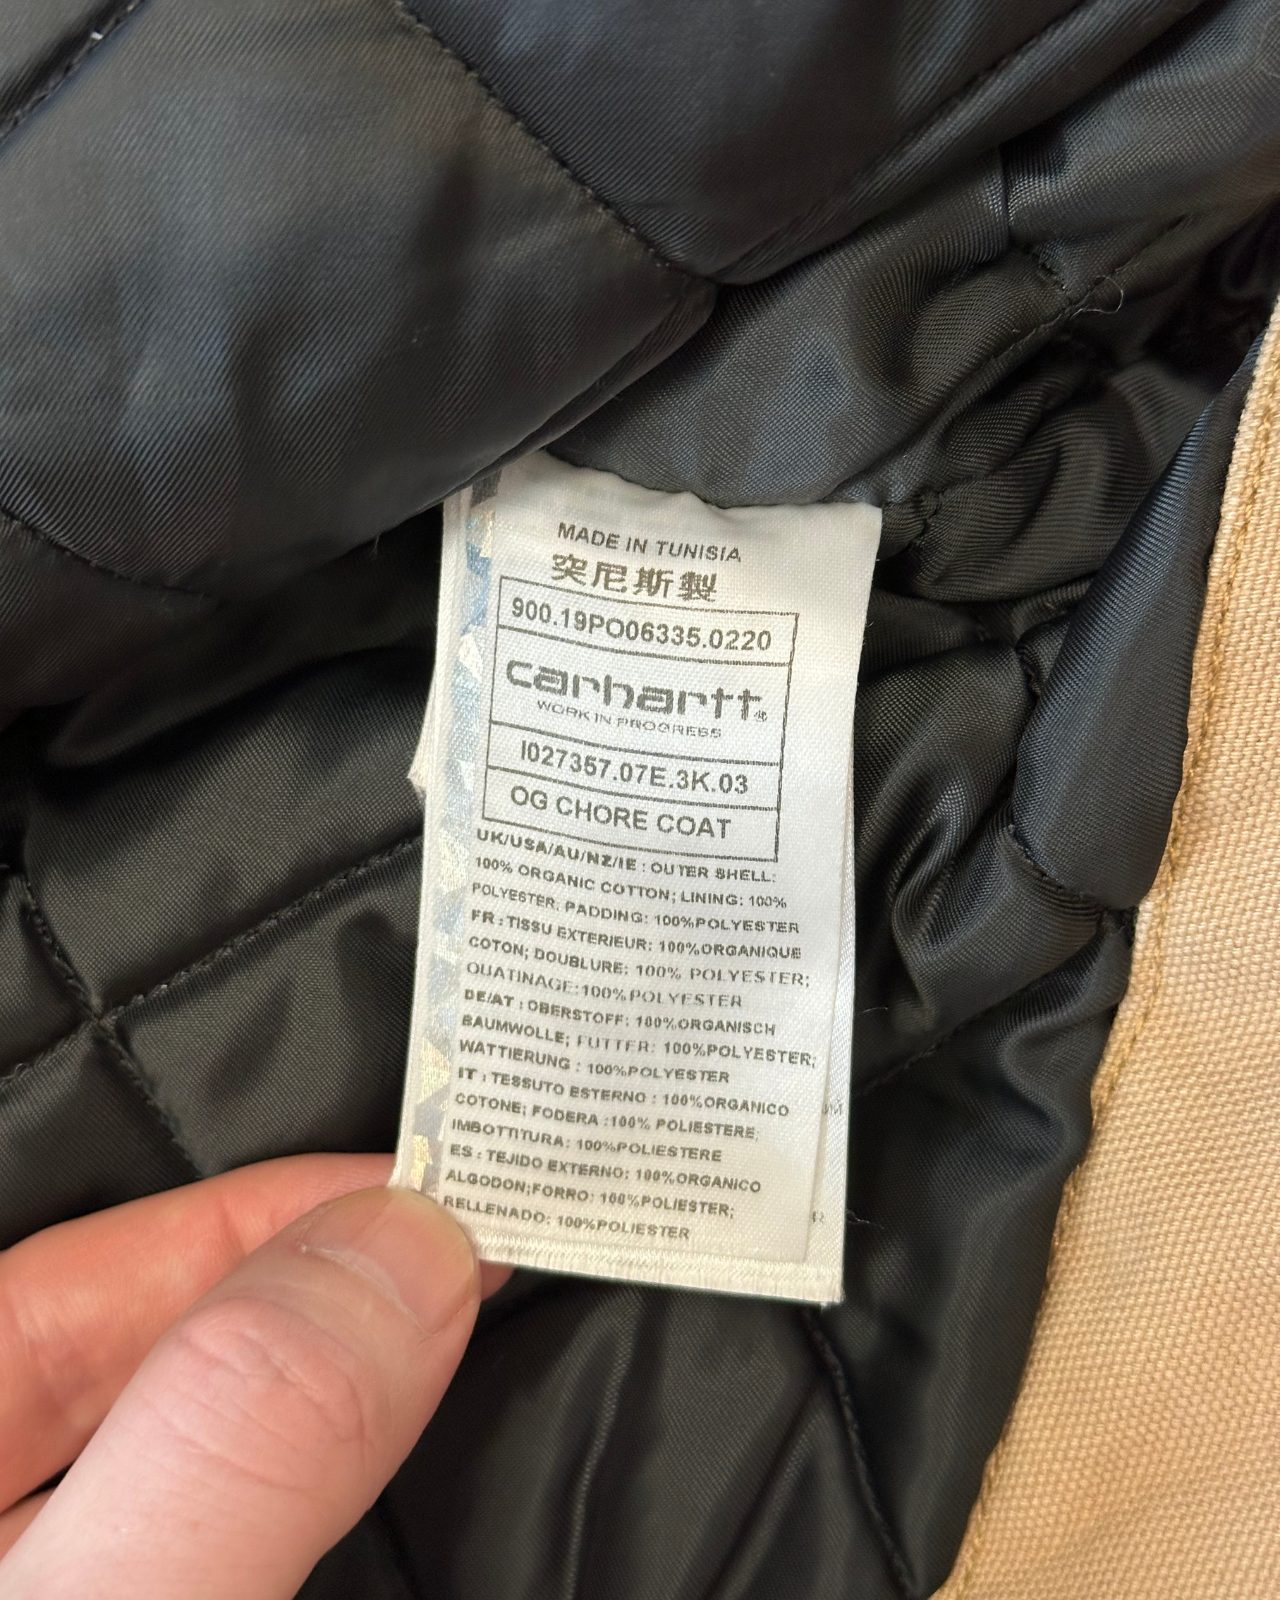 MADE IN TUNISIA
突尼斯製
900.19PO06335.0220
carhartt®
WORK IN PROGRESS
I027357.07E.3K.03
OG CHORE COAT
UK/USA/AU/NZ/IE : OUTER SHELL:
100% ORGANIC COTTON; LINING: 100%
POLYESTER, PADDING: 100%POLYESTER
FR : TISSU EXTERIEUR: 100%ORGANIQUE
COTON; DOUBLURE: 100% POLYESTER;
OUATINAGE:100%POLYESTER
DE/AT : OBERSTOFF: 100%ORGANISCH
BAUMWOLLE; FUTTER: 100%POLYESTER;
WATTIERUNG : 100%POLYESTER
IT : TESSUTO ESTERNO : 100%ORGANICO
COTONE; FODERA :100% POLIESTERE;
IMBOTTITURA: 100%POLIESTERE
ES : TEJIDO EXTERNO: 100%ORGANICO
ALGODON;FORRO: 100%POLIESTER;
RELLENADO: 100%POLIESTER